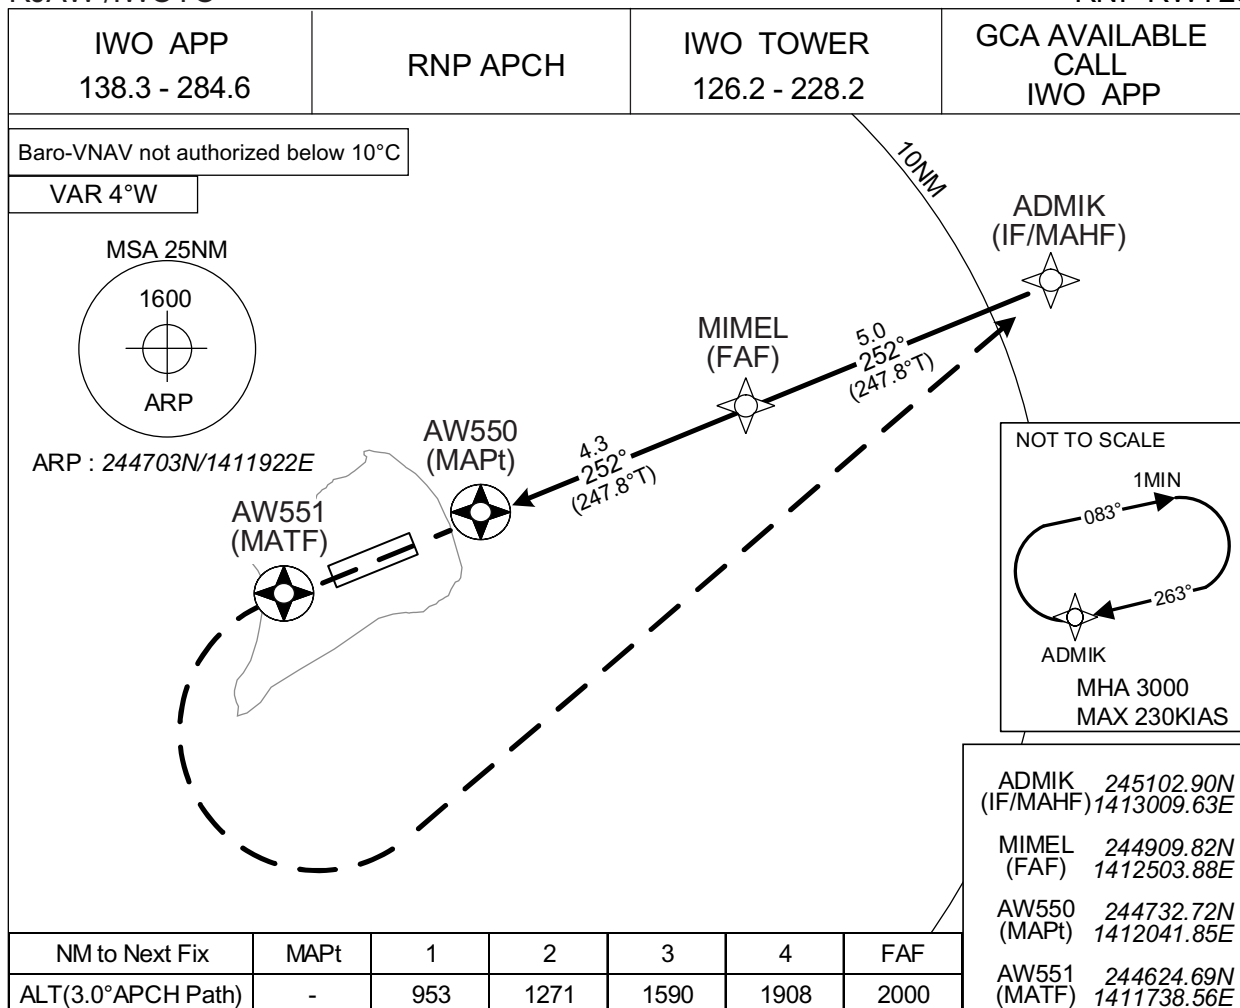 IWO APP
138.3 - 284.6
RNP APCH
IWO TOWER
126.2 - 228.2
GCA AVAILABLE
CALL
IWO APP
Baro-VNAV not authorized below 10°C
VAR 4°W
MSA 25NM
1600
ARP
ARP : 244703N/1411922E
10NM
ADMIK
(IF/MAHF)
MIMEL
(FAF)
5.0
252°
(247.8°T)
AW550
(MAPt)
4.3
252°
(247.8°T)
AW551
(MATF)
NOT TO SCALE
1MIN
083°
263°
ADMIK
MHA 3000
MAX 230KIAS
ADMIK 245102.90N
(IF/MAHF) 1413009.63E
MIMEL 244909.82N
(FAF) 1412503.88E
AW550 244732.72N
(MAPt) 1412041.85E
AW551 244624.69N
(MATF) 1411738.56E
NM to Next Fix MAPt 1 2 3 4 FAF
ALT(3.0°APCH Path) - 953 1271 1590 1908 2000